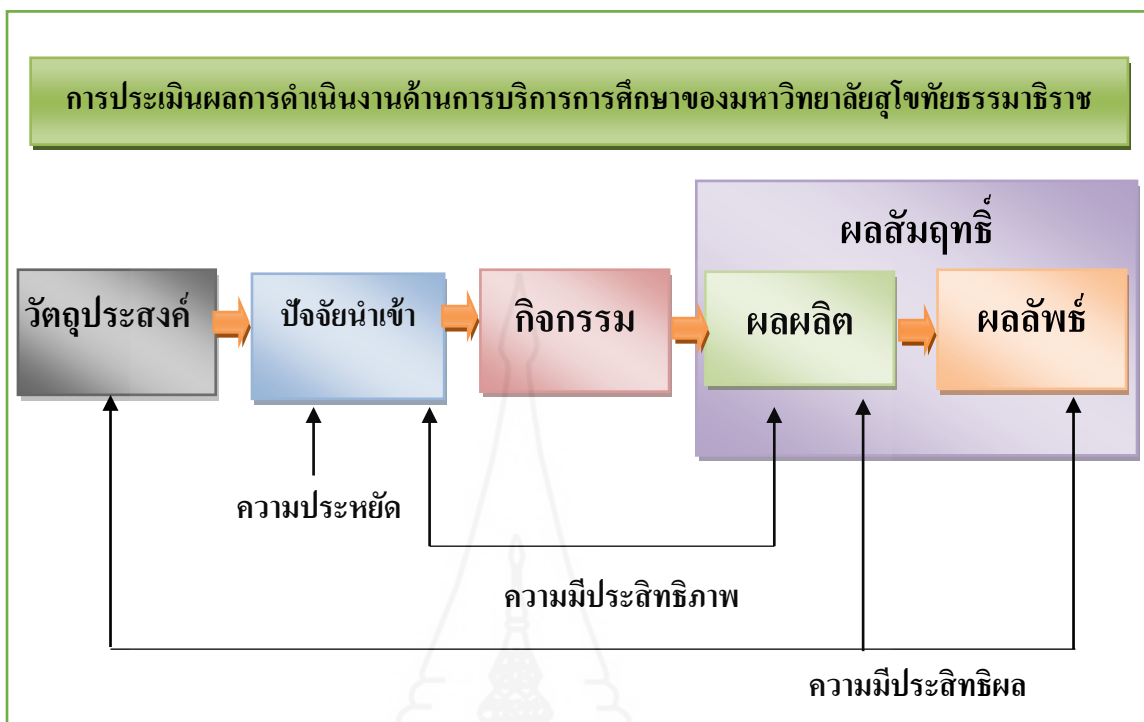 การประเมินผลการดำเนินงานด้านการบริการการศึกษาของมหาวิทยาลัยสุโขทัยธรรมาธิราช
ผลสัมฤทธิ์
วัตถุประสงค์
ปัจจัยนำเข้า
กิจกรรม
ผลผลิต
ผลลัพธ์
ความประหยัด
ความมีประสิทธิภาพ
ความมีประสิทธิผล